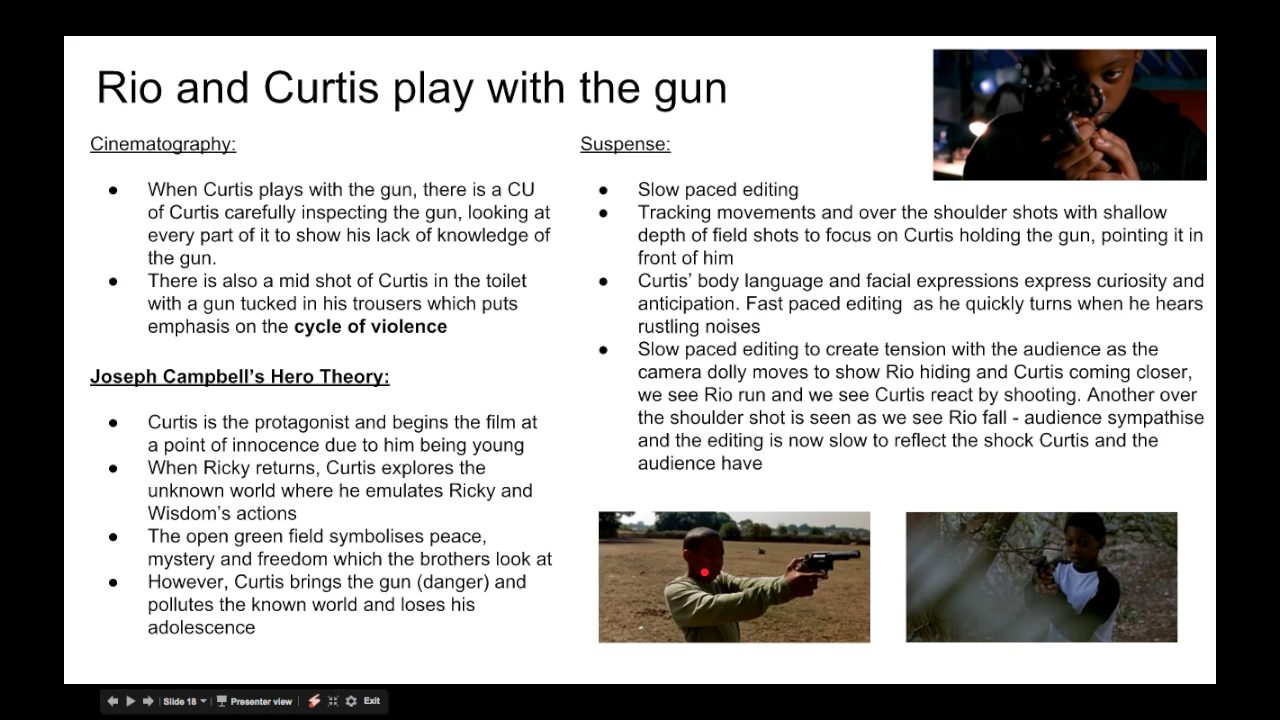 Rio and Curtis play with the gun
Cinematography:
● When Curtis plays with the gun, there is a CU
of Curtis carefully inspecting the gun, looking at
every part of it to show his lack of knowledge of
the gun.
● There is also a mid shot of Curtis in the toilet
with a gun tucked in his trousers which puts
emphasis on the cycle of violence
Joseph Campbell’s Hero Theory:
● Curtis is the protagonist and begins the film at
a point of innocence due to him being young
● When Ricky returns, Curtis explores the
unknown world where he emulates Ricky and
Wisdom’s actions
● The open green field symbolises peace,
mystery and freedom which the brothers look at
● However, Curtis brings the gun (danger) and
pollutes the known world and loses his
adolescence
Suspense:
● Slow paced editing
● Tracking movements and over the shoulder shots with shallow
depth of field shots to focus on Curtis holding the gun, pointing it in
front of him
● Curtis’ body language and facial expressions express curiosity and
anticipation. Fast paced editing  as he quickly turns when he hears
rustling noises
● Slow paced editing to create tension with the audience as the
camera dolly moves to show Rio hiding and Curtis coming closer,
we see Rio run and we see Curtis react by shooting. Another over
the shoulder shot is seen as we see Rio fall - audience sympathise
and the editing is now slow to reflect the shock Curtis and the
audience have
Slide 18 Presenter view Exit